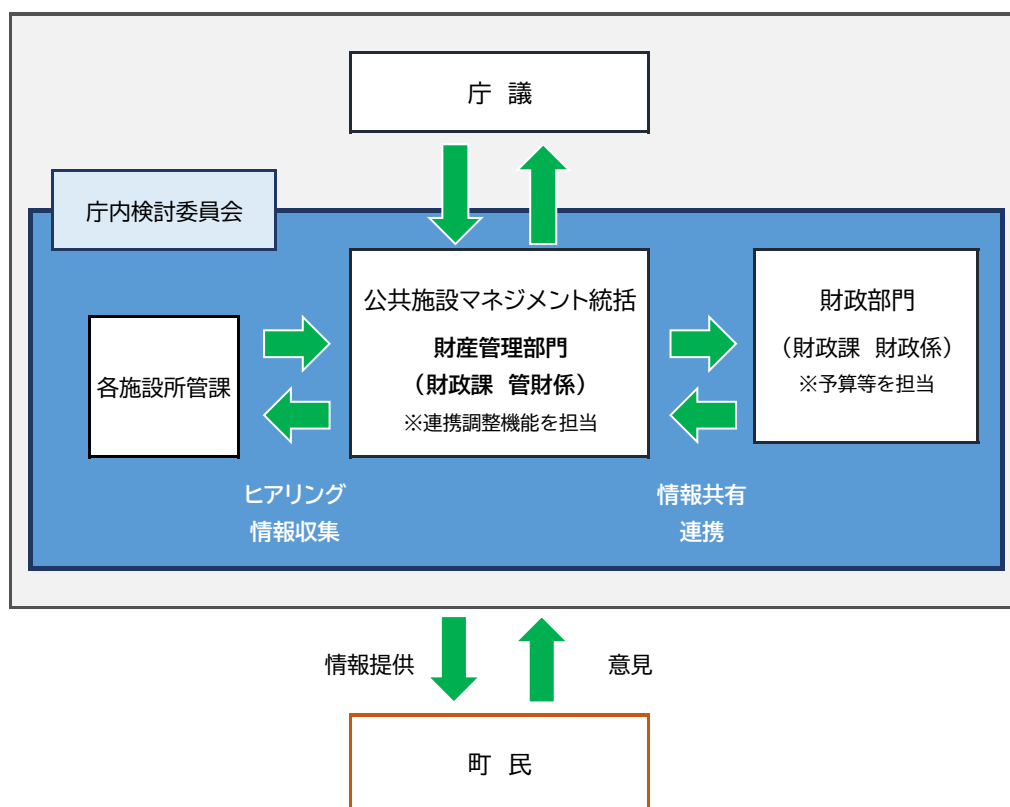 庁 議
庁内検討委員会
各施設所管課
公共施設マネジメント統括
財産管理部門
（財政課 管財係）
※連携調整機能を担当
財政部門
（財政課 財政係）
※予算等を担当
ヒアリング
情報収集
情報共有
連携
情報提供
意見
町 民